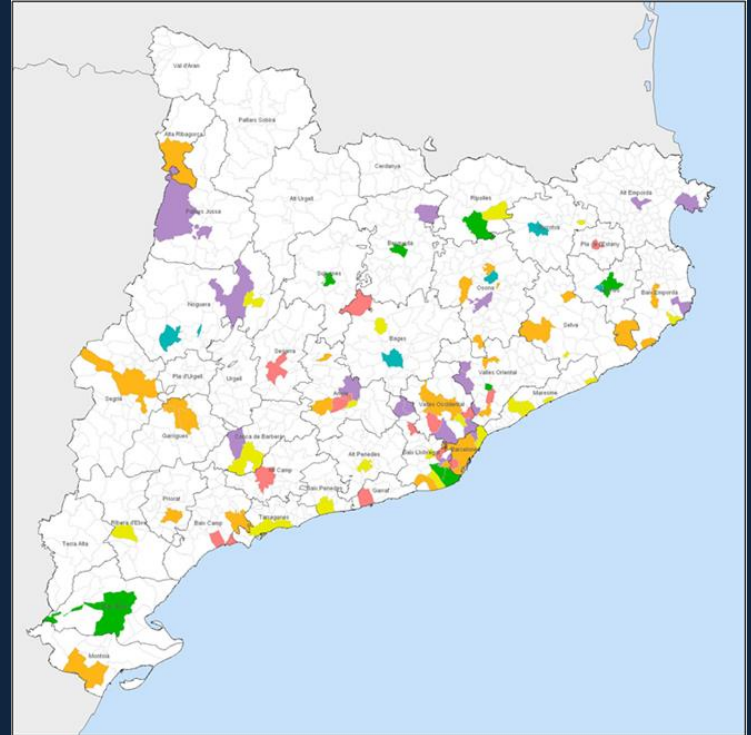 Val d'Aran
Pallars Sobirà
Alta Ribagorça
Cerdanya
Alt Urgell
Ripollès
Alt Empordà
Pallars Jussà
Berguedà
Pla de l'Estany
Solsonès
Osona
Baix Empordà
Noguera
Selva
Bages
Segarra
Vallès Oriental
Pla d'Urgell
Urgell
Maresme
Anoia
Vallès Occidental
Segrià
Garrigues
Conca de Barberà
Baix Llobregat
Barcelonès
Alt Penedès
Alt Camp
Baix Penedès
Garraf
Priorat
Ribera d'Ebre
Baix Camp
Tarragonès
Terra Alta
Montsià